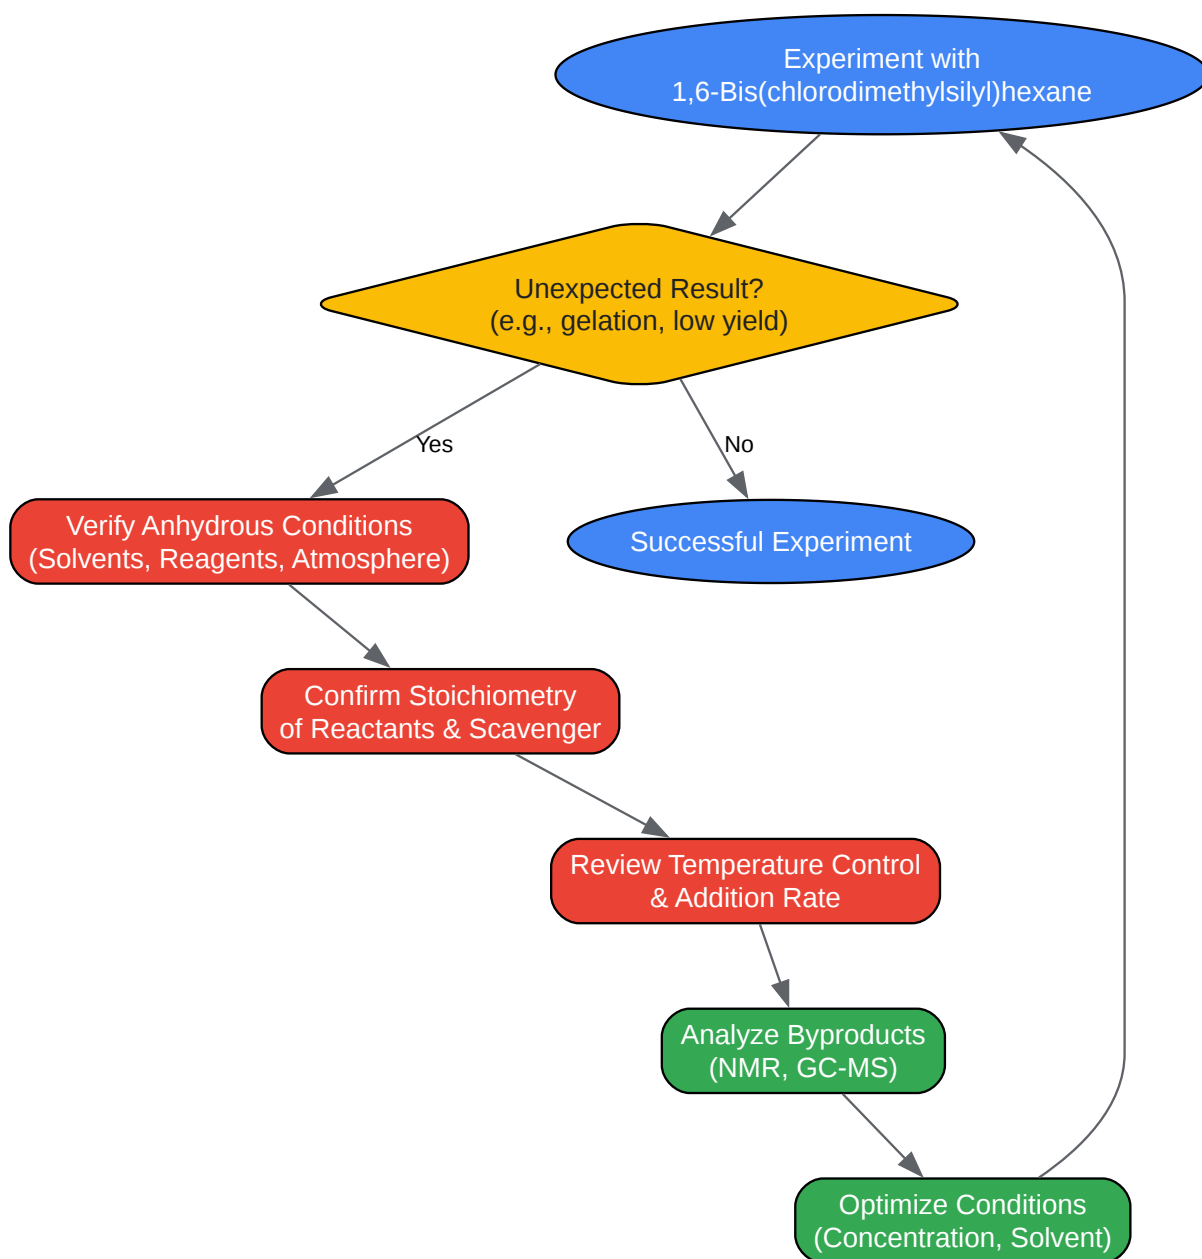 Experiment with
1,6-Bis(chlorodimethylsilyl)hexane
Unexpected Result?
(e.g., gelation, low yield)
Yes
No
Verify Anhydrous Conditions
(Solvents, Reagents, Atmosphere)
Successful Experiment
Confirm Stoichiometry
of Reactants & Scavenger
Review Temperature Control
& Addition Rate
Analyze Byproducts
(NMR, GC-MS)
Optimize Conditions
(Concentration, Solvent)